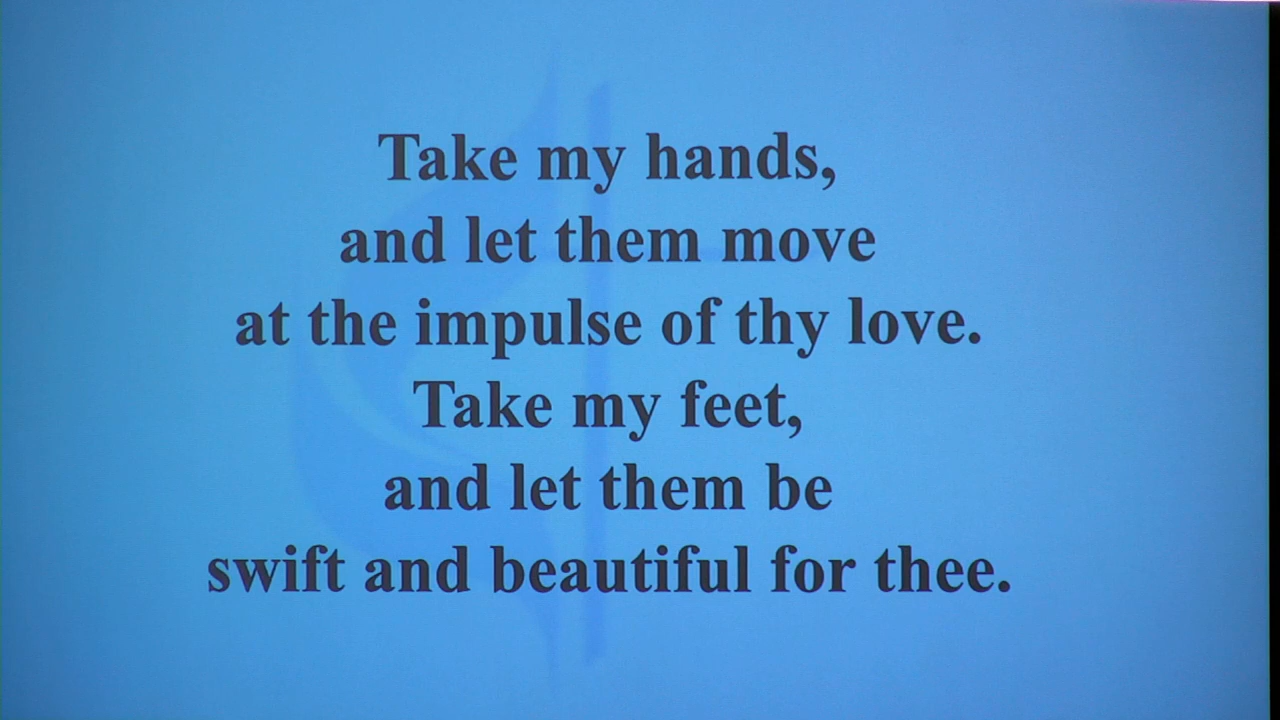 Take my hands,
and let them move
at the impulse of thy love.
Take my feet,
and let them be
swift and beautiful for thee.